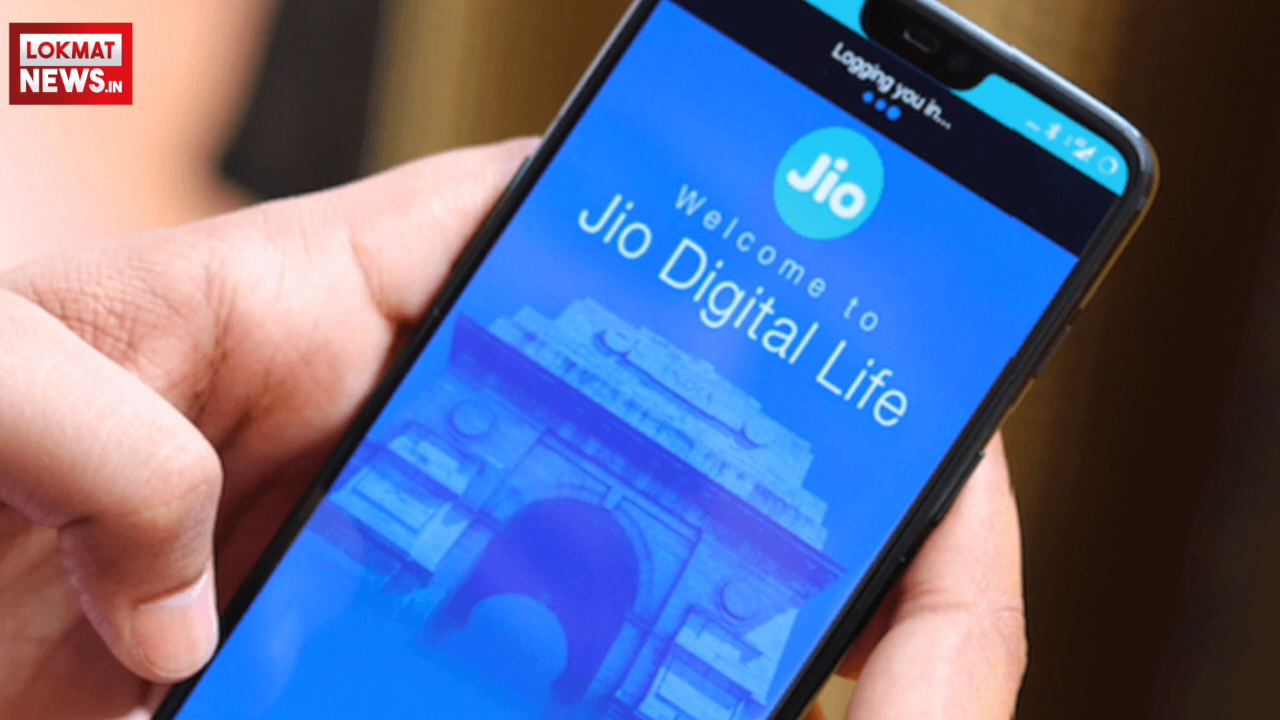 LOKMAT
NEWS.IN
Logging you in...
Jio
Welcome to
Jio Digital Life